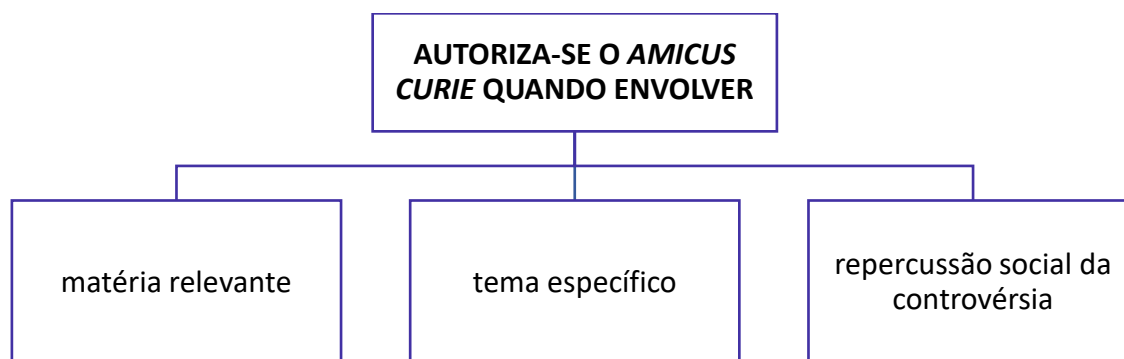 AUTORIZA-SE O AMICUS
CURIE QUANDO ENVOLVER
matéria relevante
tema específico
repercussão social da
controvérsia